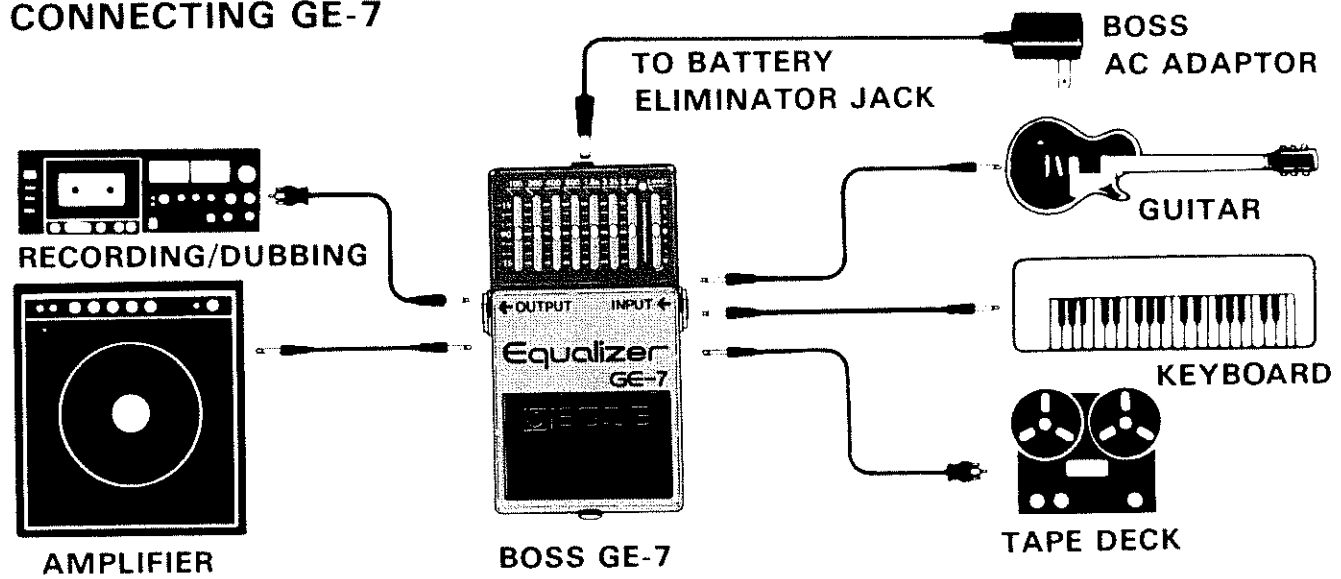 CONNECTING GE-7
BOSS
AC ADAPTOR
TO BATTERY
ELIMINATOR JACK
GUITAR
RECORDING/DUBBING
←OUTPUT INPUT←
Equalizer
GE-7
BOSS
KEYBOARD
TAPE DECK
AMPLIFIER
BOSS GE-7